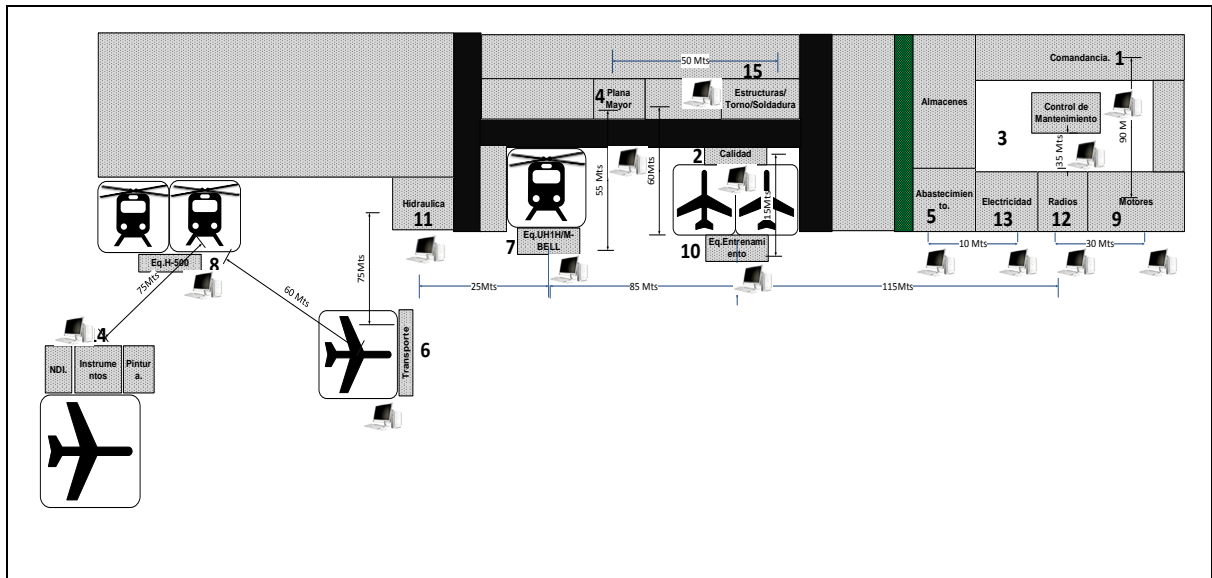 50 Mts
15
Comandancia.
1
4
Plana
Mayor
Estructuras/
Torno/Soldadura
Almacenes
Control de
Mantenimiento
3
90 M
35 Mts
55 Mts
60Mts
2
Calidad
15Mts
Hidraulica
11
Abastecimie
nto.
5
Electricidad
13
Radios
12
Motores
9
7
Eq.UH1H/M-
BELL
10
Eq.Entrenami
ento
10 Mts
30 Mts
Eq.H-500
8
75Mts
60 Mts
75Mts
25Mts
85 Mts
115Mts
14
NDI.
Instrume
ntos
Pintur
a.
Transporte
6